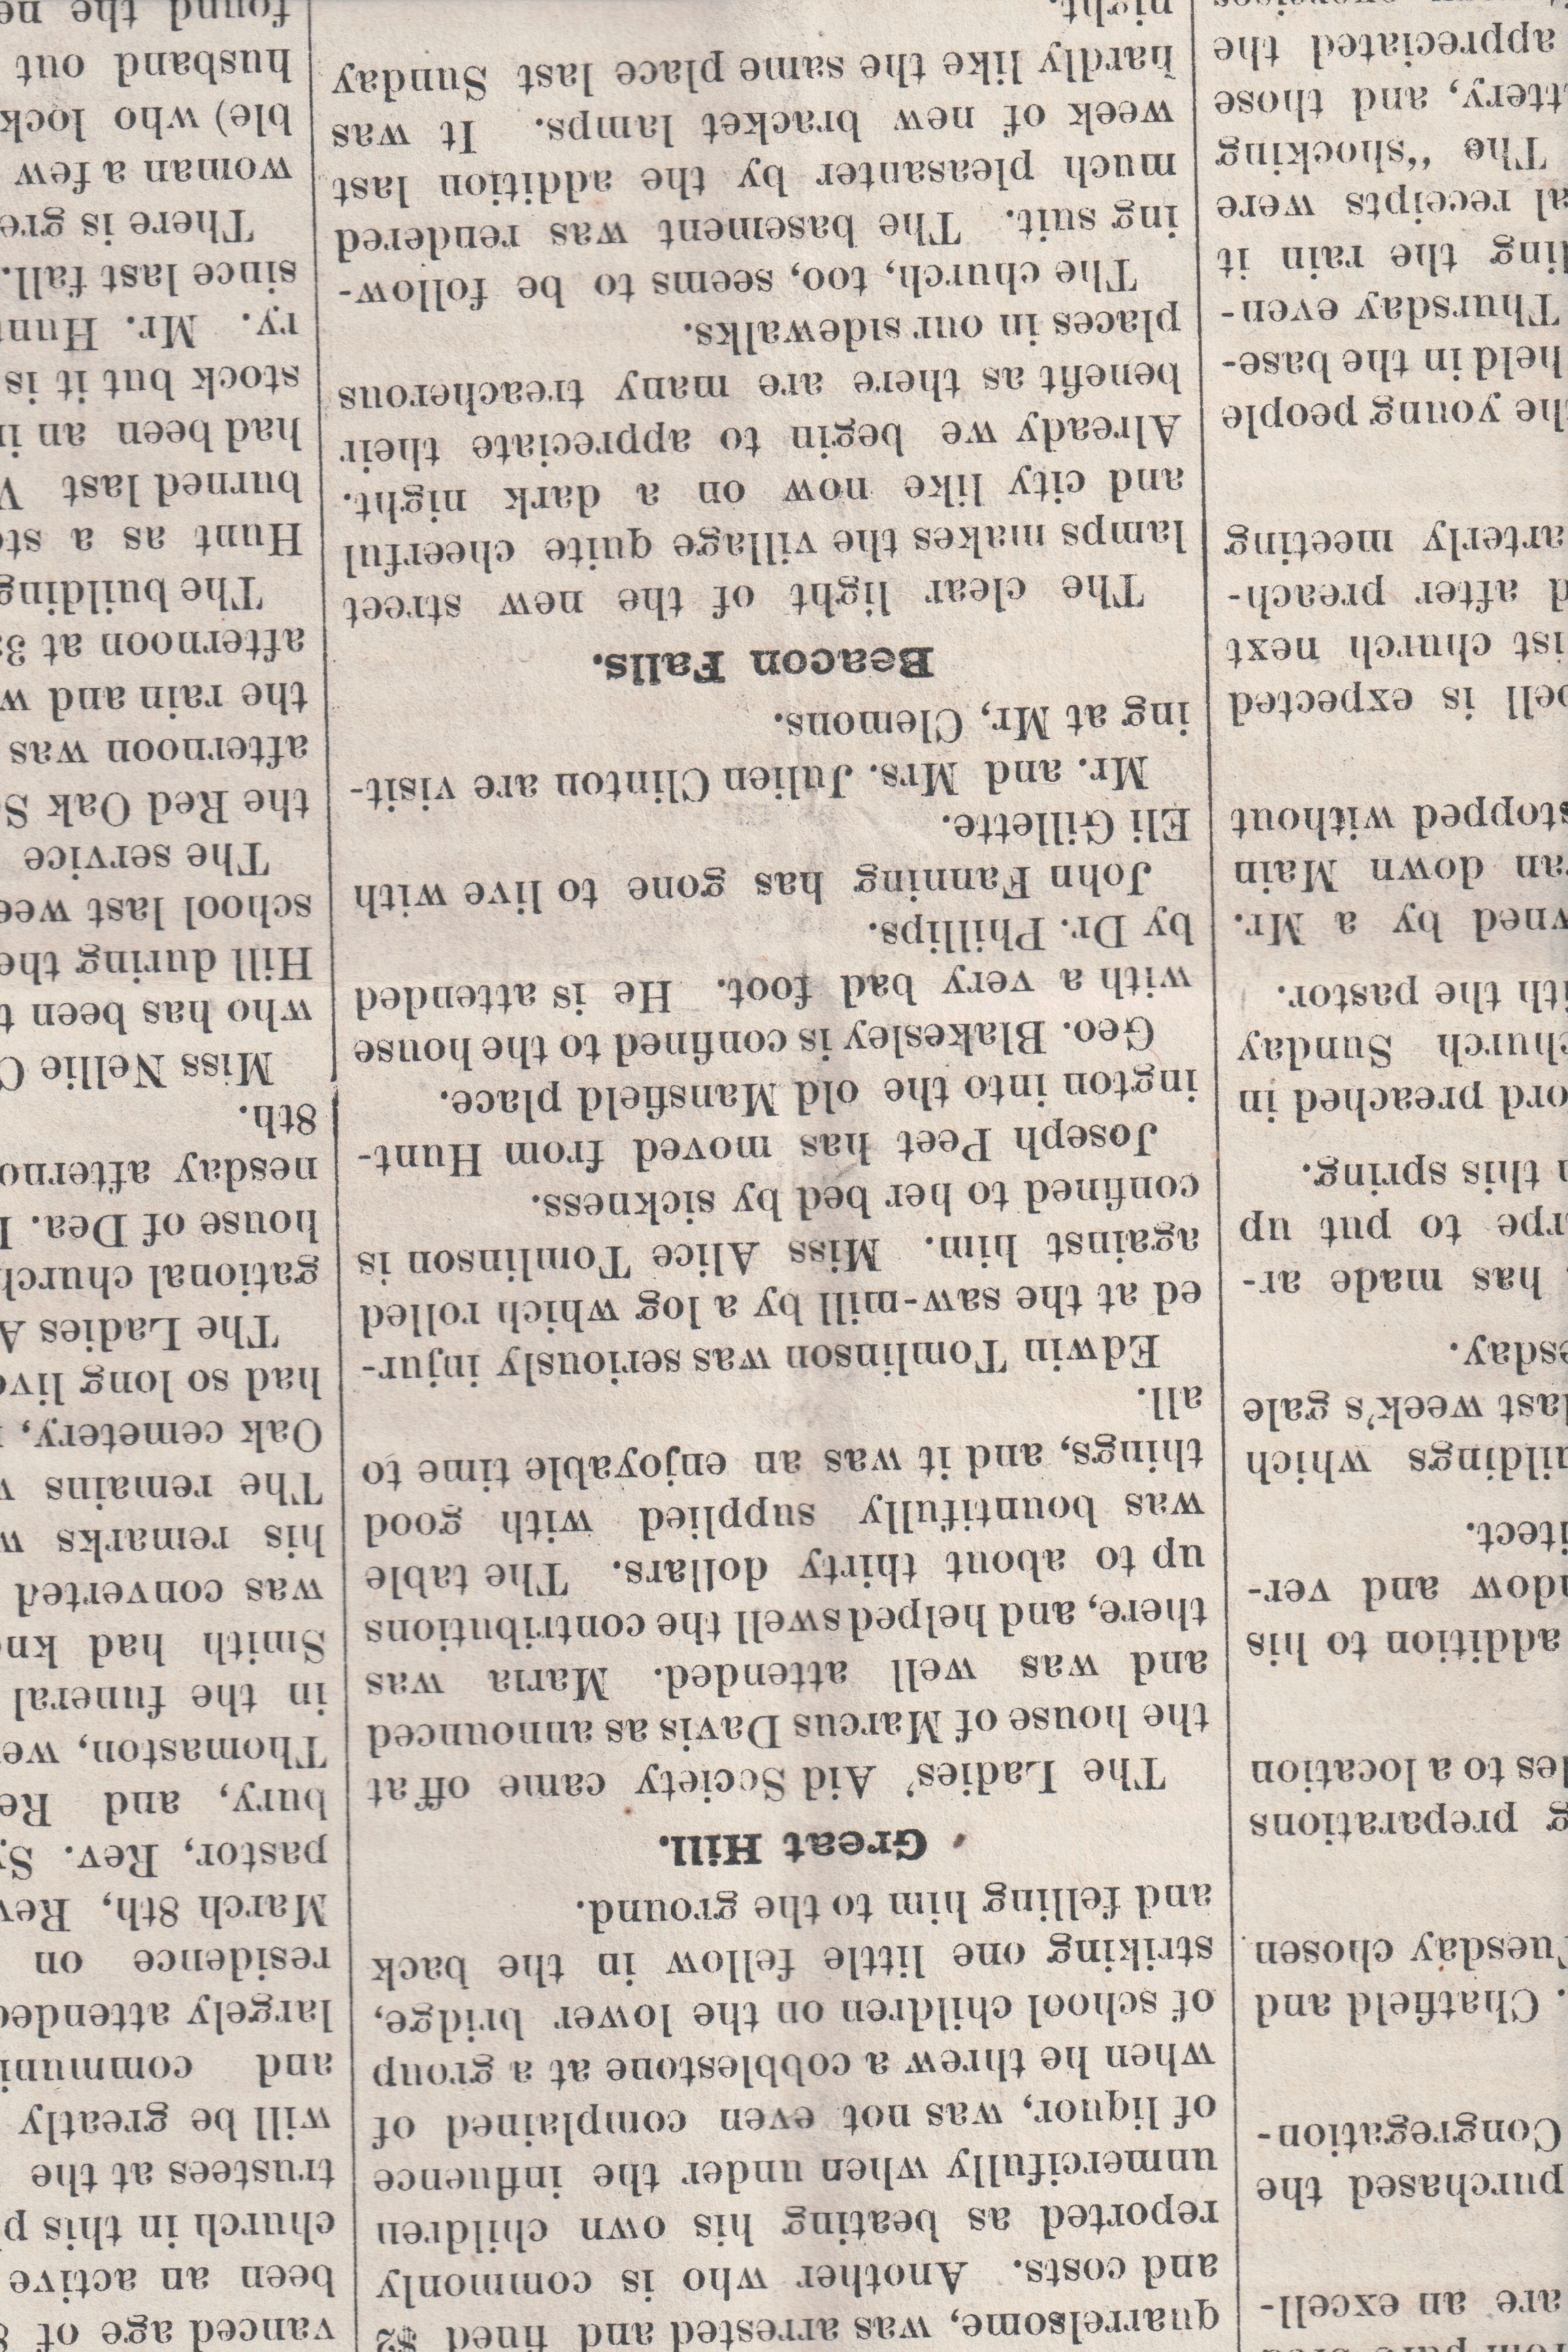 are an excell-
purchased the
Congregation-
. Chatfield and
Tuesday chosen
g preparations
les to a location
addition to his
dow and ver-
itect.
ildings which
last week's gale
esday.
has made ar-
rpe to put up
n this spring.
ord preached in
church Sunday
ith the pastor.
wned by a Mr.
an down Main
stopped without
bell is expected
ist church next
d after preach-
arterly meeting
he young people
held in the base-
Thursday even-
ding the rain it
al receipts were
The "shocking
ttery, and those
appreciated the
quarrelsome, was arrested and fined $2
and costs. Another who is commonly
reported as beating his own children
unmercifully when under the influence
of liquor, was not even complained of
when he threw a cobblestone at a group
of school children on the lower bridge,
striking one little fellow in the back
and felling him to the ground.
Great Hill.
The Ladies' Aid Society came off at
the house of Marcus Davis as announced
and was well attended. Maria was
there, and helped swell the contributions
up to about thirty dollars. The table
was bountifully supplied with good
things, and it was an enjoyable time to
all.
Edwin Tomlinson was seriously injur-
ed at the saw-mill by a log which rolled
against him. Miss Alice Tomlinson is
confined to her bed by sickness.
Joseph Peet has moved from Hunt-
ington into the old Mansfield place.
Geo. Blakesley is confined to the house
with a very bad foot. He is attended
by Dr. Phillips.
John Fanning has gone to live with
Eli Gillette.
Mr. and Mrs. Julien Clinton are visit-
ing at Mr, Clemons.
Beacon Falls.
The clear light of the new street
lamps makes the village quite cheerful
and city like now on a dark night.
Already we begin to appreciate their
benefit as there are many treacherous
places in our sidewalks.
The church, too, seems to be follow-
ing suit. The basement was rendered
much pleasanter by the addition last
week of new bracket lamps. It was
hardly like the same place last Sunday
night.
vanced age of 8
been an active
church in this p
trustees at the
will be greatly
and communi
largely attended
residence on
March 8th, Rev
pastor, Rev. Sy
bury, and Re
Thomaston, we
in the funeral
Smith had kno
was converted
his remarks w
The remains w
Oak cemetery,
had so long live
The Ladies A
gational church
house of Dea.
nesday afterno
8th.
Miss Nellie C
who has been t
Hill during the
school last wee
The service
the Red Oak S
afternoon was
the rain and w
afternoon at 3:
The building
Hunt as a sto
burned last W
had been an i
stock but it is
ry. Mr. Hun
since last fall.
There is gre
woman a few
ble) who lock
husband out
found the ne